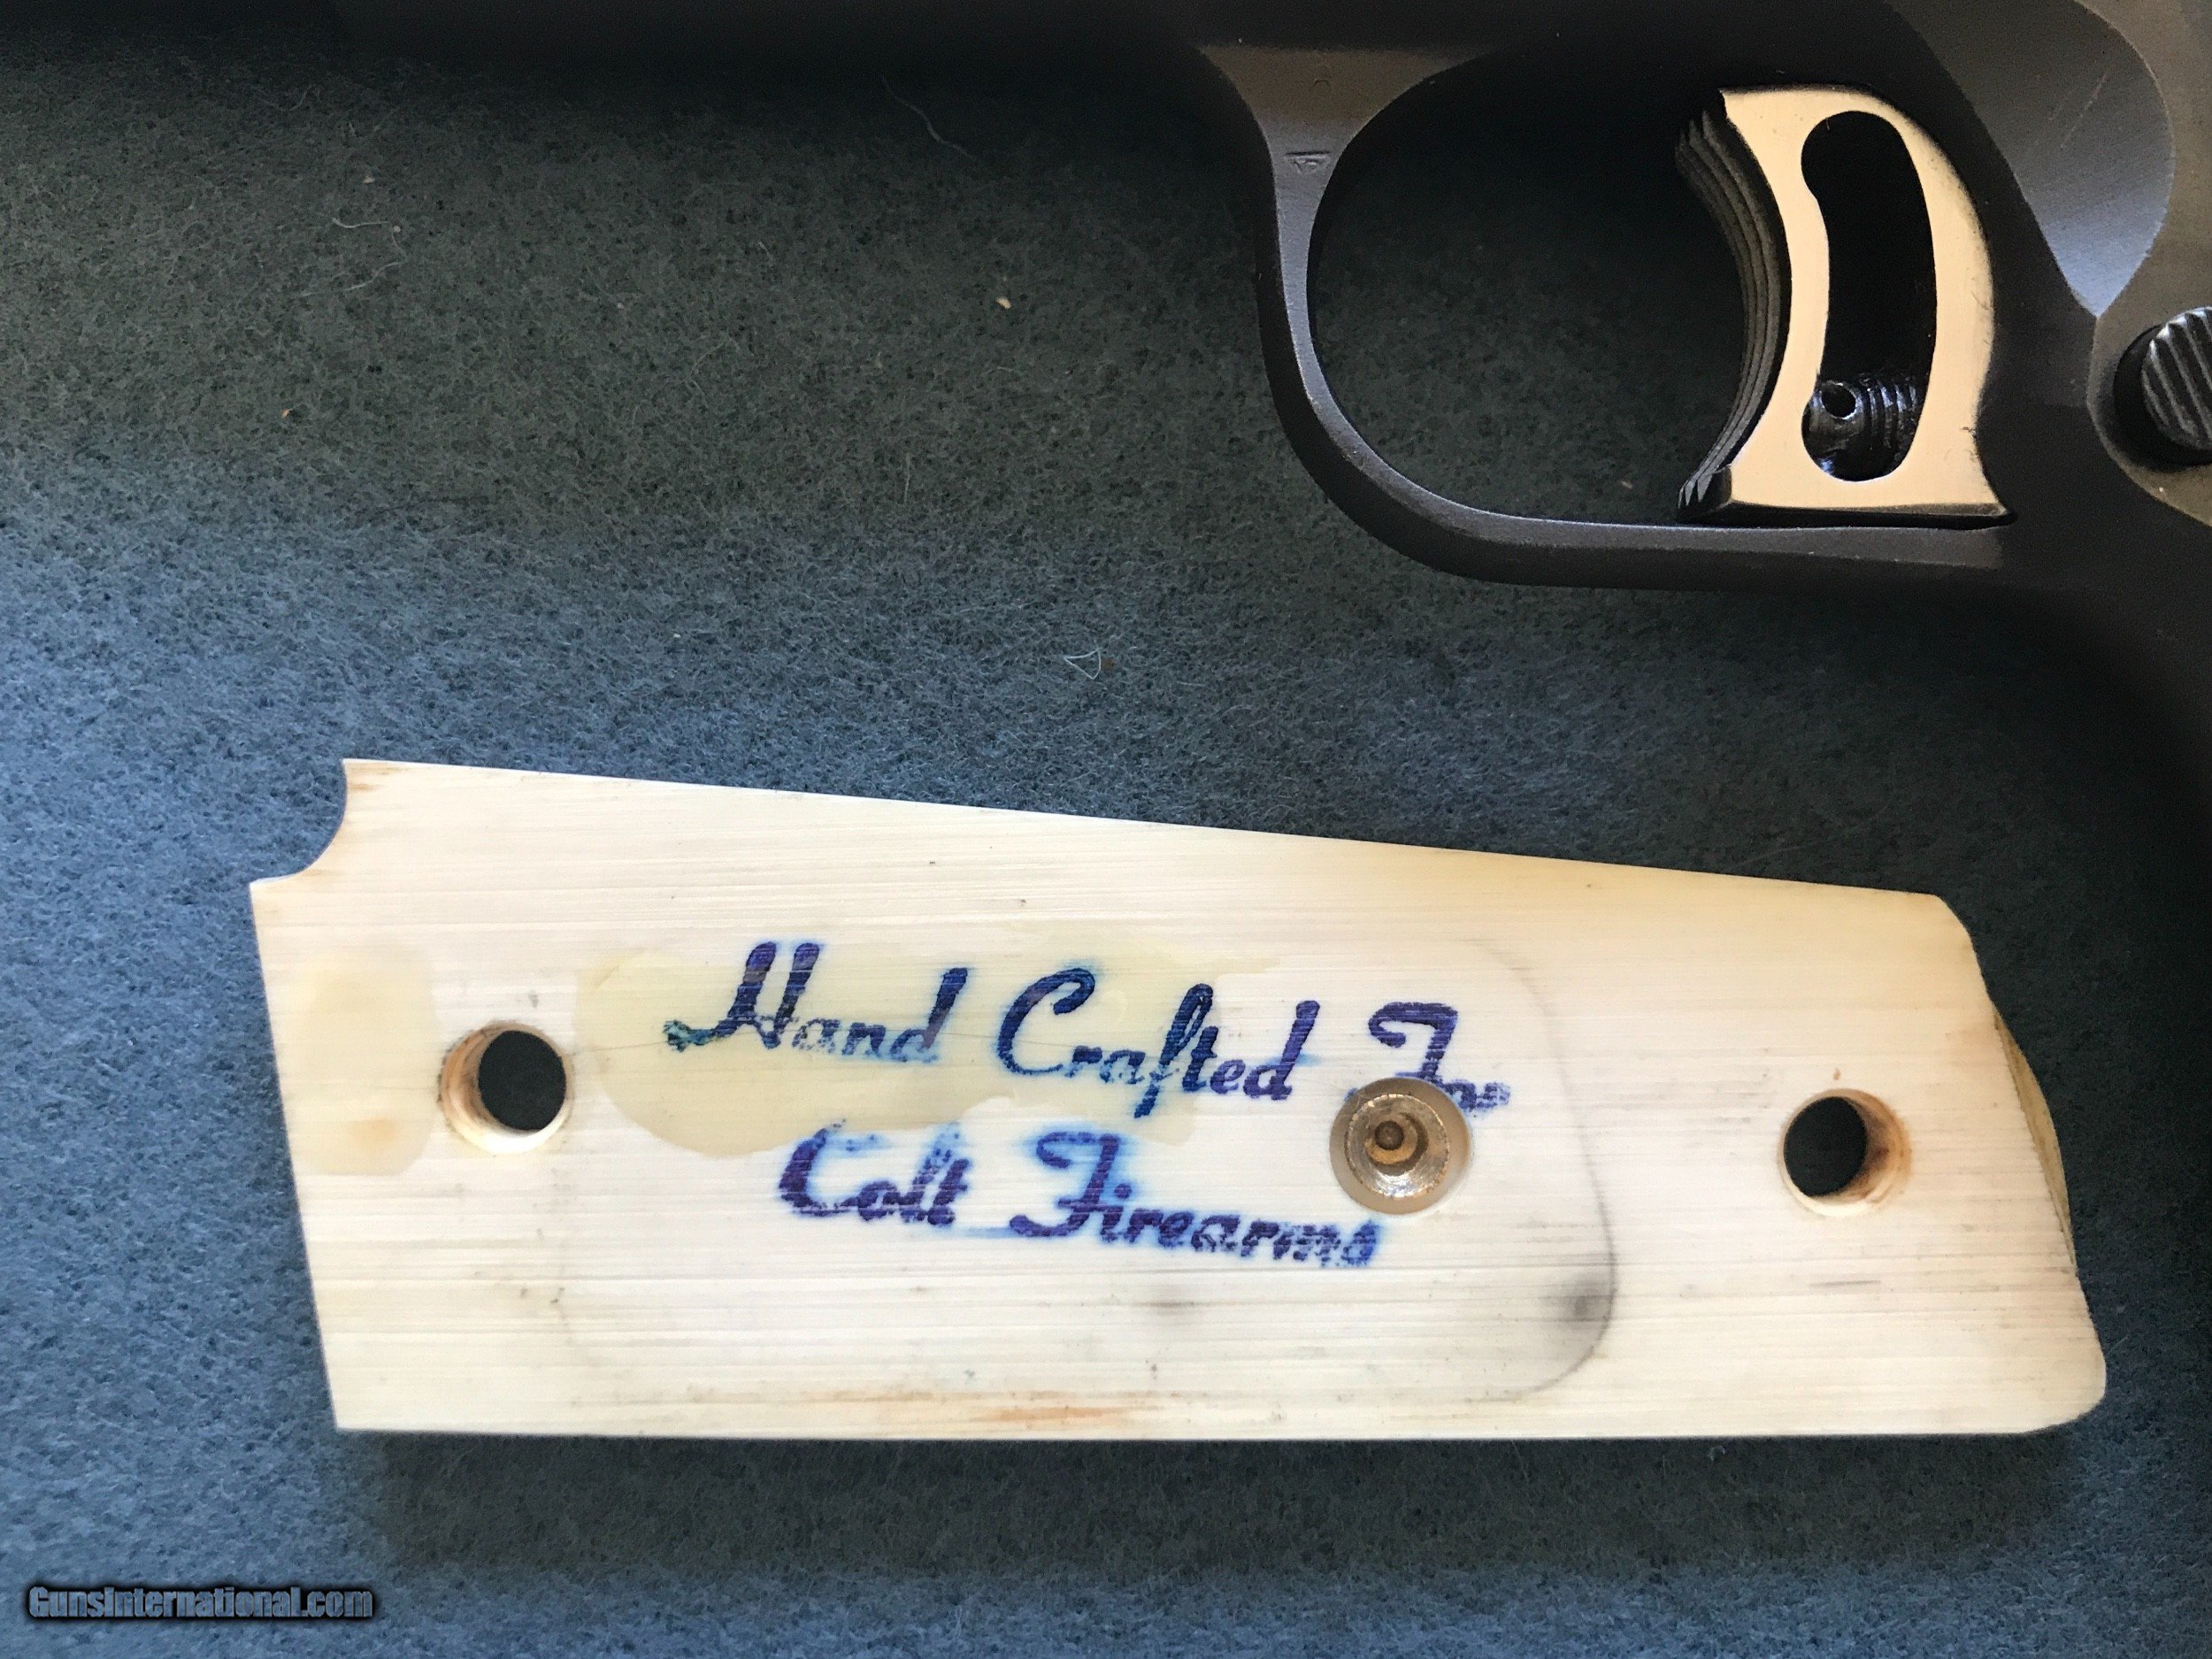 Hand Crafted For
Colt Firearms
GunsInternational.com